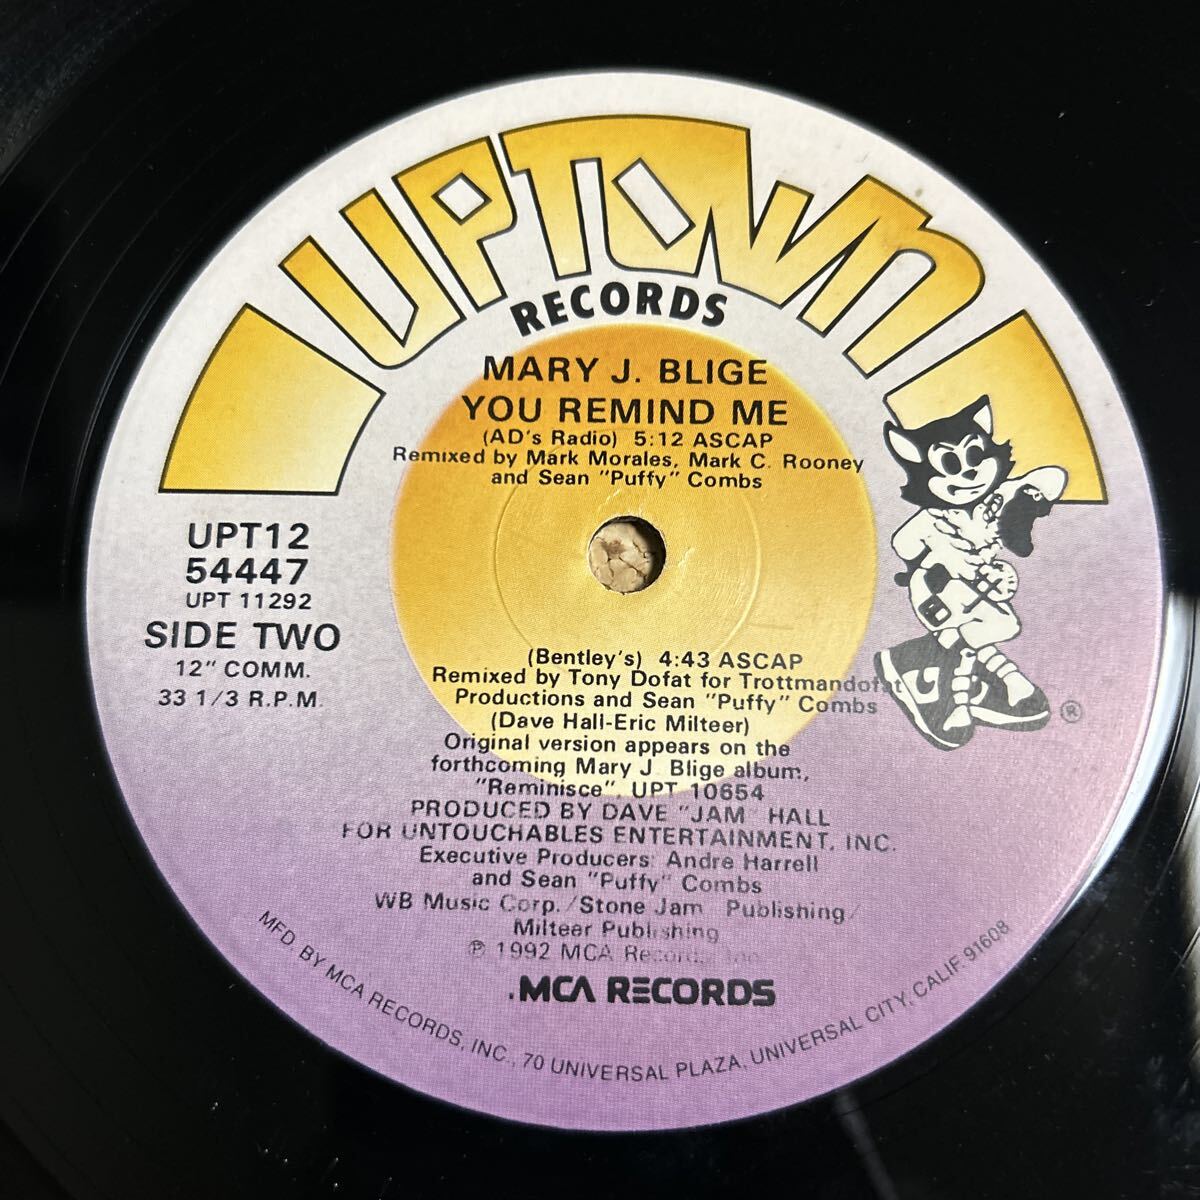 UPTOWN
RECORDS
MARY J. BLIGE
YOU REMIND ME
(AD's Radio) 5:12 ASCAP
Remixed by Mark Morales, Mark C. Rooney
and Sean "Puffy" Combs
UPT12
54447
UPT 11292
SIDE TWO
12" COMM.
33 1/3 R.P.M.
(Bentley's) 4:43 ASCAP
Remixed by Tony Dofat for Trottmandofat
Productions and Sean "Puffy" Combs
(Dave Hall-Eric Milteer)
Original version appears on the
forthcoming Mary J. Blige album,
"Reminisce", UPT 10654
PRODUCED BY DAVE "JAM" HALL
FOR UNTOUCHABLES ENTERTAINMENT, INC.
Executive Producers: Andre Harrell
and Sean "Puffy" Combs
WB Music Corp./Stone Jam Publishing/
Milteer Publishing
℗ 1992 MCA Records, Inc.
MCA RECORDS
®
MFD. BY MCA RECORDS, INC., 70 UNIVERSAL PLAZA, UNIVERSAL CITY, CALIF 91608